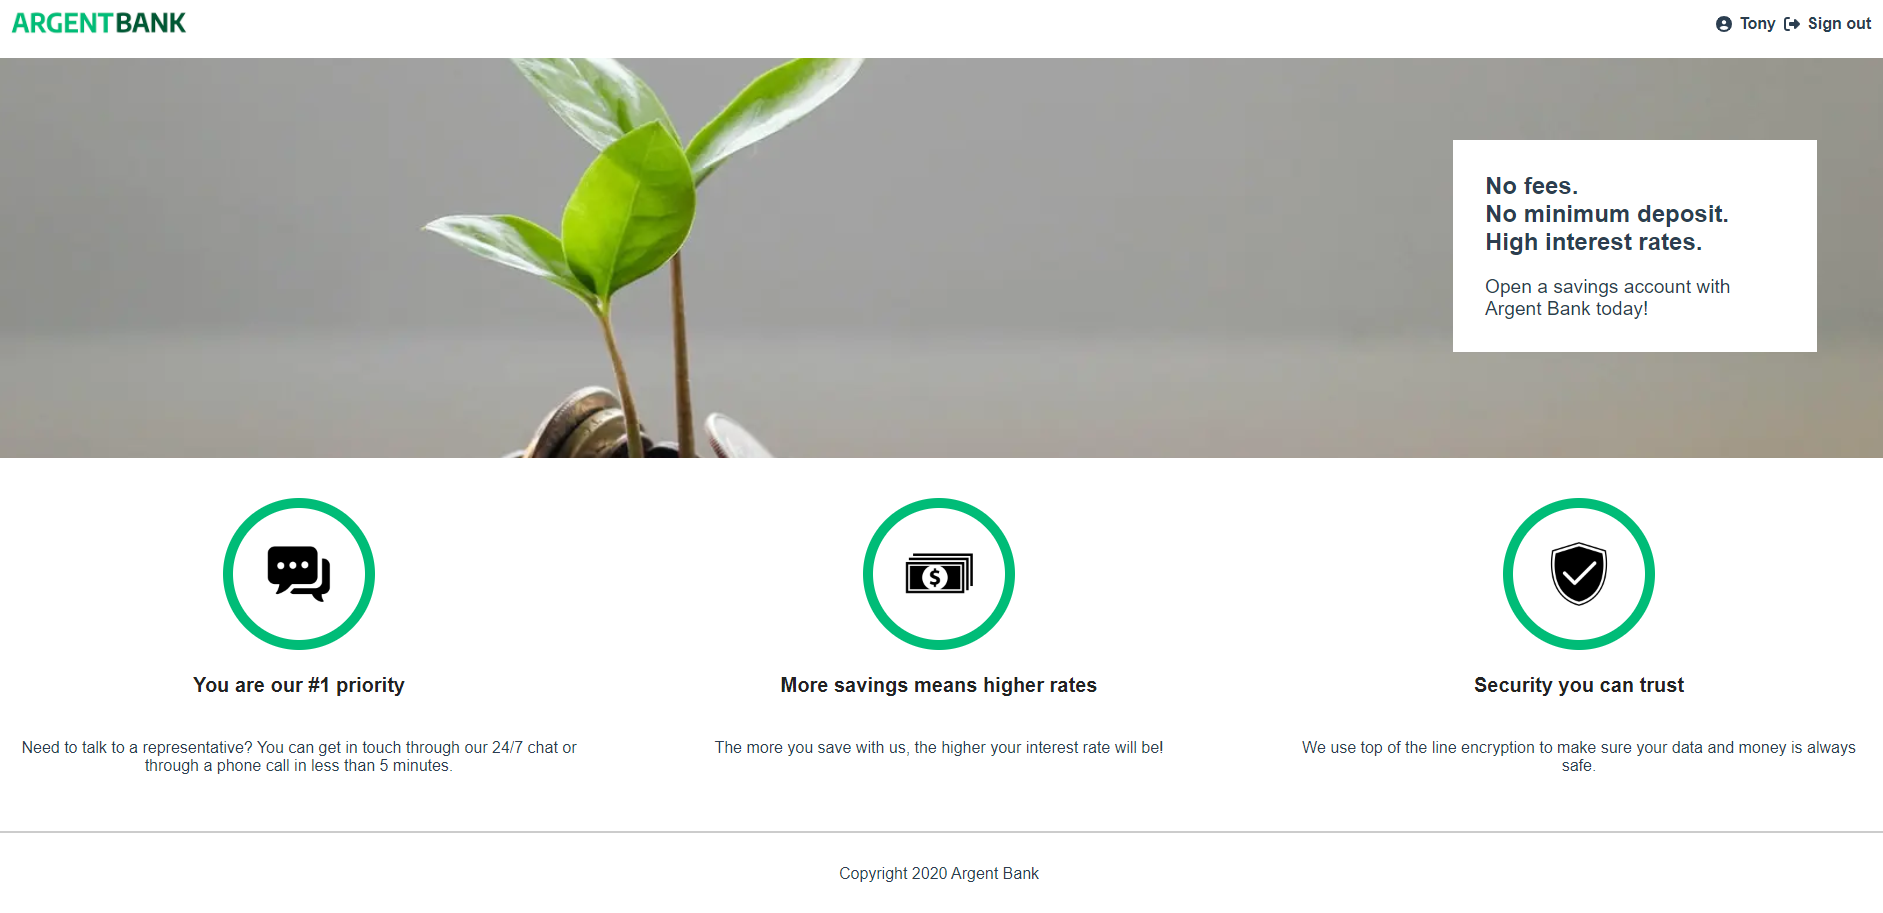 ARGENTBANK
Tony Sign out
No fees.
No minimum deposit.
High interest rates.
Open a savings account with
Argent Bank today!
$
You are our #1 priority
Need to talk to a representative? You can get in touch through our 24/7 chat or
through a phone call in less than 5 minutes.
More savings means higher rates
The more you save with us, the higher your interest rate will be!
Security you can trust
We use top of the line encryption to make sure your data and money is always
safe.
Copyright 2020 Argent Bank